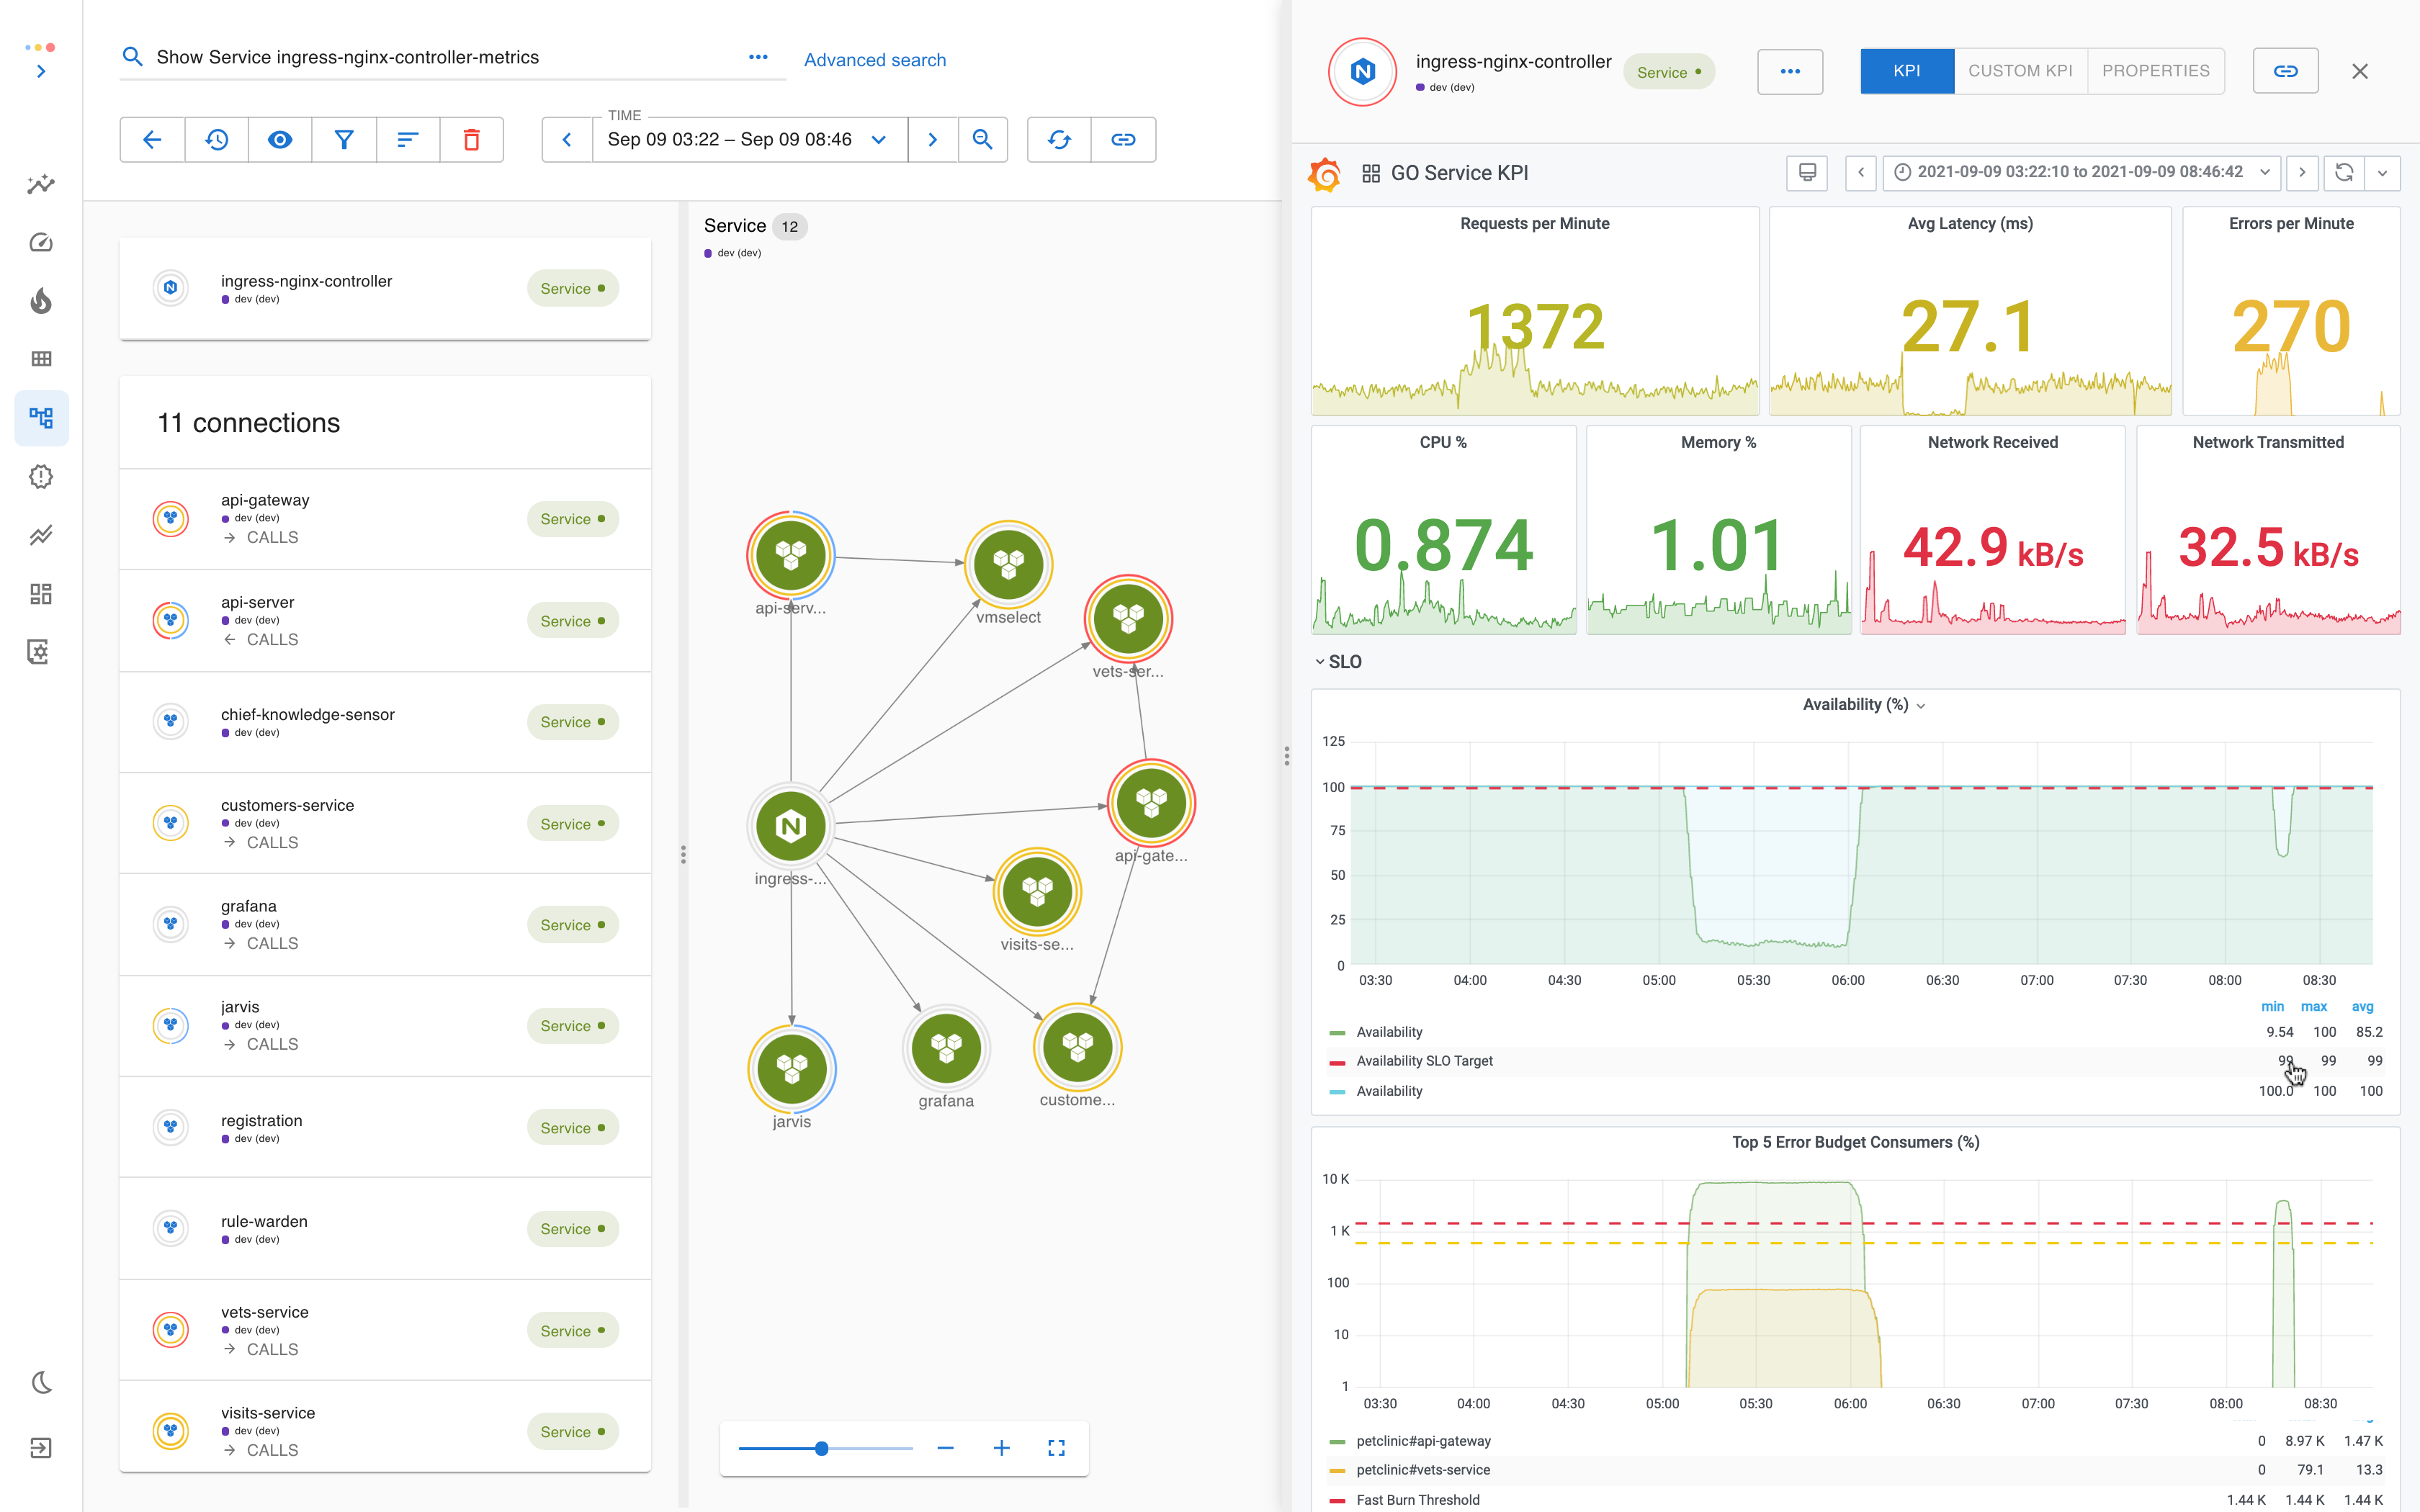 Show Service ingress-nginx-controller-metrics
Advanced search
TIME
Sep 09 03:22 – Sep 09 08:46
ingress-nginx-controller
dev (dev)
Service
11 connections
api-gateway
dev (dev)
CALLS
Service
api-server
dev (dev)
CALLS
Service
chief-knowledge-sensor
dev (dev)
Service
customers-service
dev (dev)
CALLS
Service
grafana
dev (dev)
CALLS
Service
jarvis
dev (dev)
CALLS
Service
registration
dev (dev)
Service
rule-warden
dev (dev)
Service
vets-service
dev (dev)
CALLS
Service
visits-service
dev (dev)
CALLS
Service
Service 12
dev (dev)
api-serv...
vmselect
vets-ser...
api-gate...
ingress-...
visits-se...
grafana
custome...
jarvis
ingress-nginx-controller
dev (dev)
Service
KPI
CUSTOM KPI
PROPERTIES
GO Service KPI
2021-09-09 03:22:10 to 2021-09-09 08:46:42
Requests per Minute
1372
Avg Latency (ms)
27.1
Errors per Minute
270
CPU %
0.874
Memory %
1.01
Network Received
42.9 kB/s
Network Transmitted
32.5 kB/s
SLO
Availability (%)
125
100
75
50
25
0
03:30 04:00 04:30 05:00 05:30 06:00 06:30 07:00 07:30 08:00 08:30
min max avg
Availability 9.54 100 85.2
Availability SLO Target 99 99 99
Availability 100.0 100 100
Top 5 Error Budget Consumers (%)
10 K
1 K
100
10
1
03:30 04:00 04:30 05:00 05:30 06:00 06:30 07:00 07:30 08:00 08:30
petclinic#api-gateway 0 8.97 K 1.47 K
petclinic#vets-service 0 79.1 13.3
Fast Burn Threshold 1.44 K 1.44 K 1.44 K